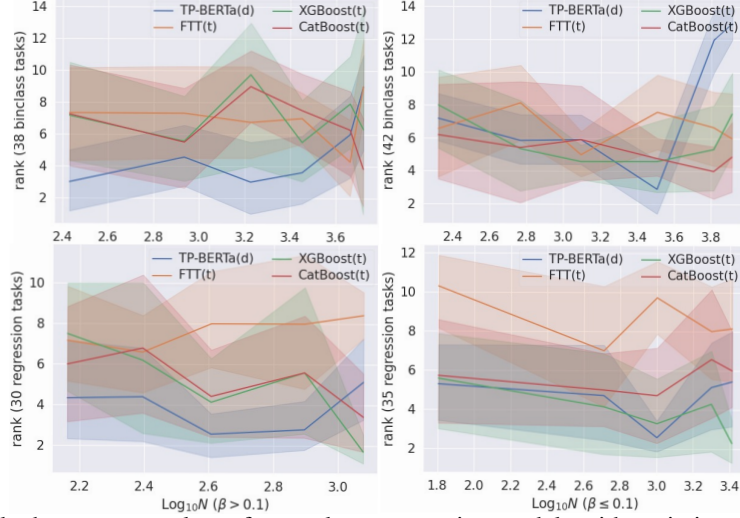 14
12
10
8
6
4
2
rank (38 binclass tasks)
TP-BERTa(d) XGBoost(t)
FTT(t) CatBoost(t)
2.4 2.6 2.8 3.0 3.2 3.4 3.6
14
12
10
8
6
4
2
rank (42 binclass tasks)
TP-BERTa(d) XGBoost(t)
FTT(t) CatBoost(t)
2.4 2.6 2.8 3.0 3.2 3.4 3.6 3.8
10
8
6
4
2
rank (30 regression tasks)
TP-BERTa(d) XGBoost(t)
FTT(t) CatBoost(t)
2.2 2.4 2.6 2.8 3.0
Log₁₀N (β > 0.1)
12
10
8
6
4
2
rank (35 regression tasks)
TP-BERTa(d) XGBoost(t)
FTT(t) CatBoost(t)
1.8 2.0 2.2 2.4 2.6 2.8 3.0 3.2 3.4
Log₁₀N (β ≤ 0.1)